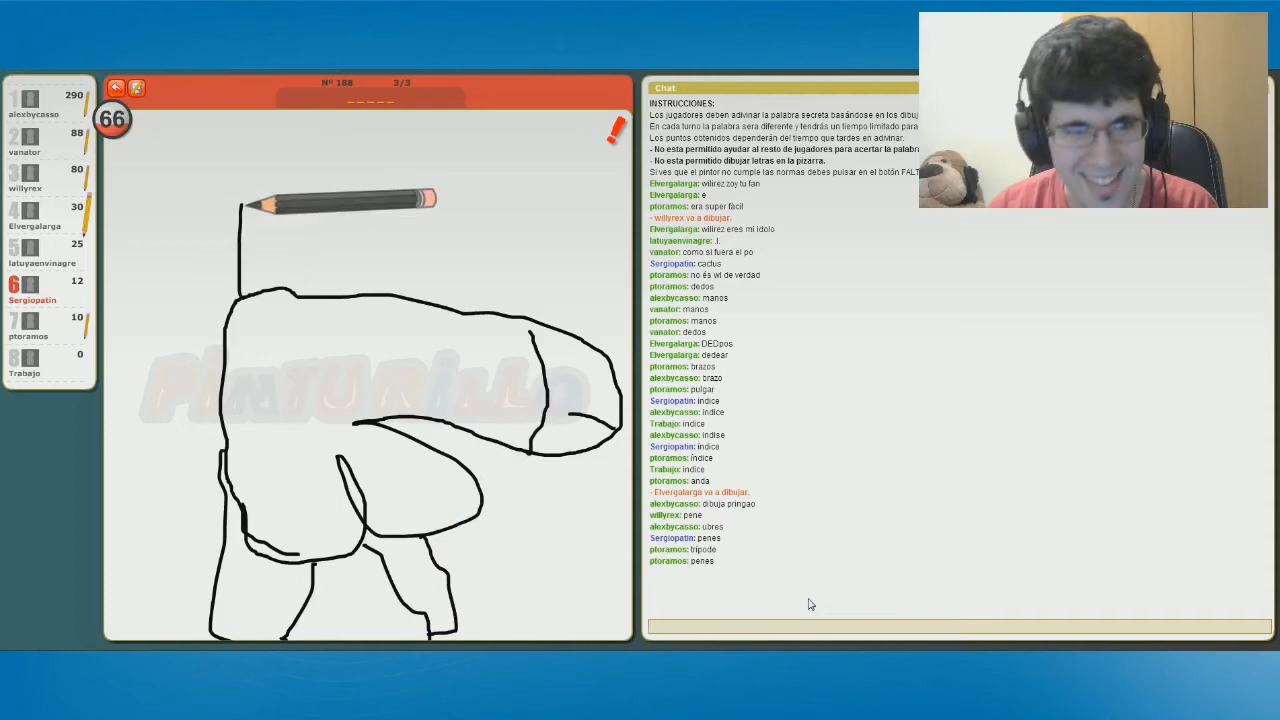 Nº 188 3/3
_ _ _ _ _
66
1 290
alexbycasso
2 88
vanator
3 80
willyrex
4 30
Elvergalarga
5 25
latuyaenvinagre
6 12
Sergiopatin
7 10
ptoramos
8 0
Trabajo
PinTURiLLO
Chat
INSTRUCCIONES:
Los jugadores deben adivinar la palabra secreta basándose en los dibuj
En cada turno la palabra sera diferente y tendrás un tiempo limitado para
Los puntos obtenidos dependerán del tiempo que tardes en adivinar.
- No esta permitido ayudar al resto de jugadores para acertar la palabra
- No esta permitido dibujar letras en la pizarra.
Si ves que el pintor no cumple las normas debes pulsar en el botón FALT
Elvergalarga: wilirez zoy tu fan
Elvergalarga: e
ptoramos: era super fácil
- willyrex va a dibujar.
Elvergalarga: wilirez eres mi idolo
latuyaenvinagre: .l.
vanator: como si fuera el po
Sergiopatin: cactus
ptoramos: no és wl de verdad
ptoramos: dedos
alexbycasso: manos
vanator: manos
ptoramos: manos
vanator: dedos
Elvergalarga: DEDpos
Elvergalarga: dedear
ptoramos: brazos
alexbycasso: brazo
ptoramos: pulgar
Sergiopatin: indice
alexbycasso: indice
Trabajo: indice
alexbycasso: indise
Sergiopatin: índice
ptoramos: índice
Trabajo: indice
ptoramos: anda
- Elvergalarga va a dibujar.
alexbycasso: dibuja pringao
willyrex: pene
alexbycasso: ubres
Sergiopatin: penes
ptoramos: trípode
ptoramos: penes